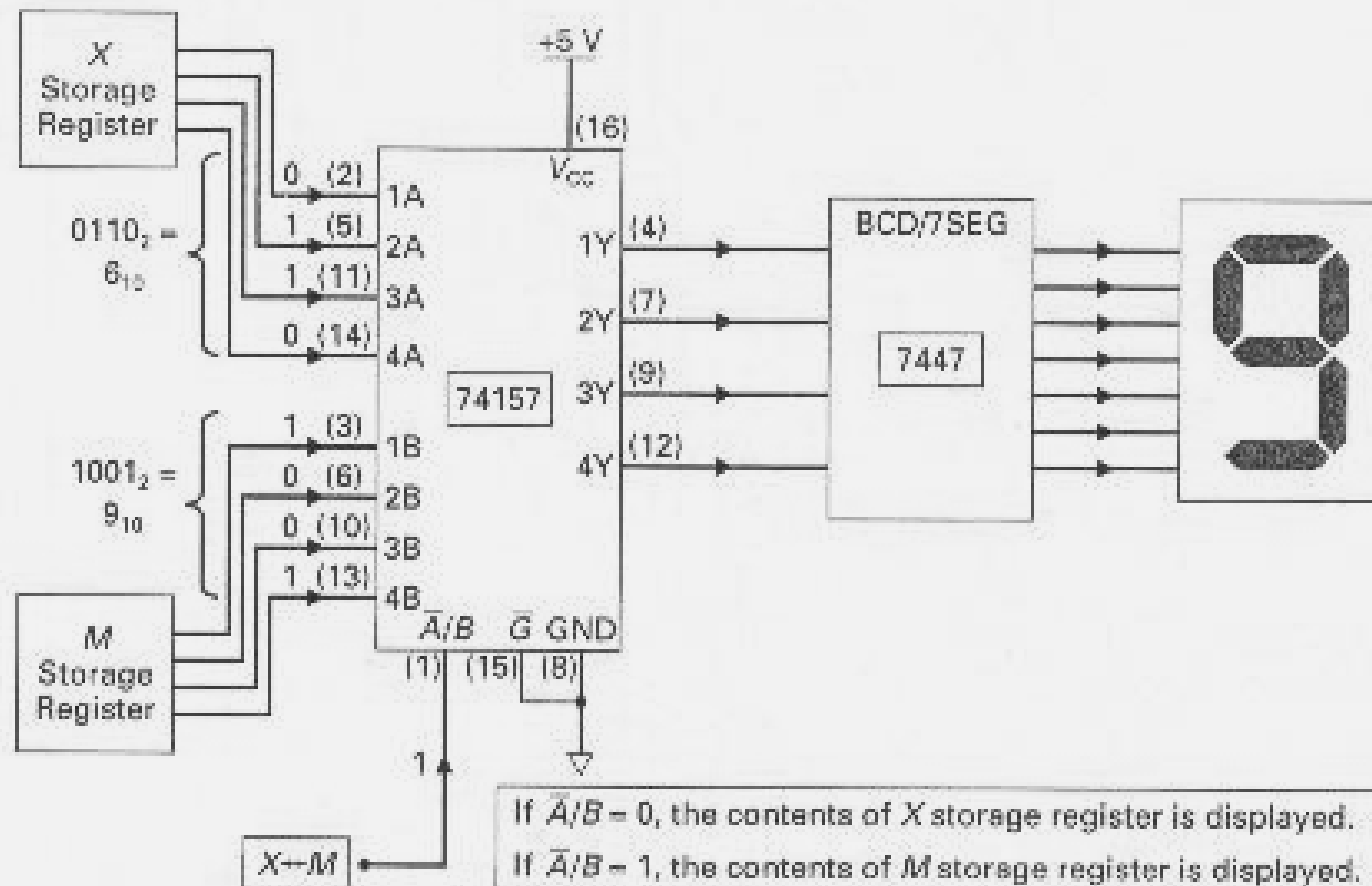 X
Storage
Register
0110₂ =
6₁₀
1001₂ =
9₁₀
M
Storage
Register
+5 V
(16)
V_CC
0 (2) 1A
1 (5) 2A
1 (11) 3A
0 (14) 4A
1 (3) 1B
0 (6) 2B
0 (10) 3B
1 (13) 4B
74157
1Y (4)
2Y (7)
3Y (9)
4Y (12)
A̅/B G̅ GND
(1) (15) (8)
1
X↔M
BCD/7SEG
7447
9
If A̅/B = 0, the contents of X storage register is displayed.
If A̅/B = 1, the contents of M storage register is displayed.